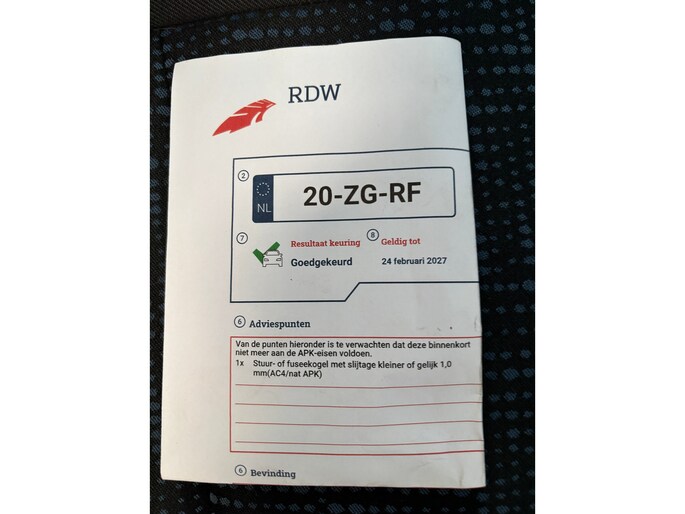 RDW
2
NL
20-ZG-RF
7 Resultaat keuring
Goedgekeurd
8 Geldig tot
24 februari 2027
6 Adviespunten
Van de punten hieronder is te verwachten dat deze binnenkort
niet meer aan de APK-eisen voldoen.
1x Stuur- of fuseekogel met slijtage kleiner of gelijk 1,0
mm(AC4/nat APK)
6 Bevinding